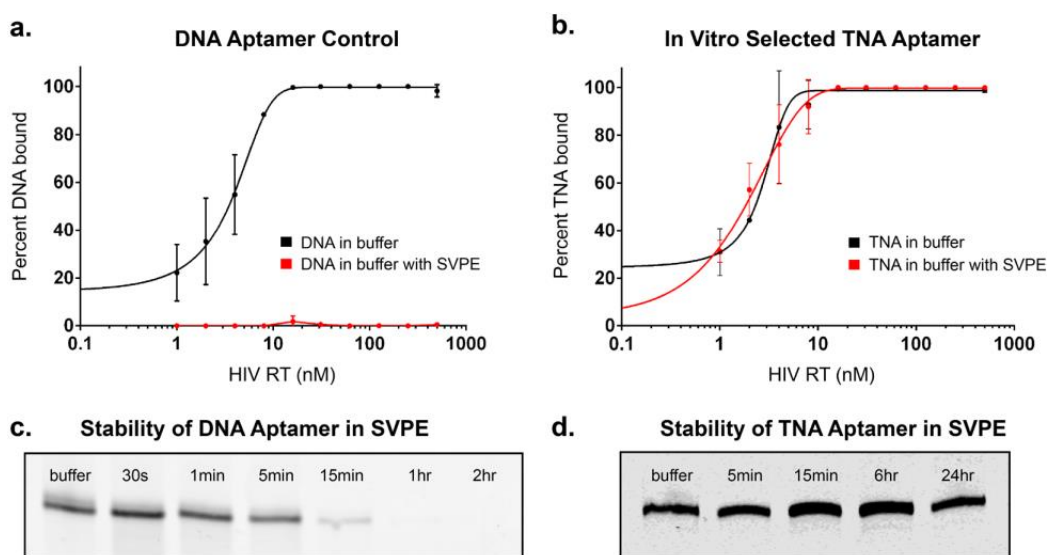 a.
DNA Aptamer Control
Percent DNA bound
100
80
60
40
20
0
DNA in buffer
DNA in buffer with SVPE
0.1 1 10 100 1000
HIV RT (nM)
b.
In Vitro Selected TNA Aptamer
Percent TNA bound
100
80
60
40
20
0
TNA in buffer
TNA in buffer with SVPE
0.1 1 10 100 1000
HIV RT (nM)
c.
Stability of DNA Aptamer in SVPE
buffer 30s 1min 5min 15min 1hr 2hr
d.
Stability of TNA Aptamer in SVPE
buffer 5min 15min 6hr 24hr